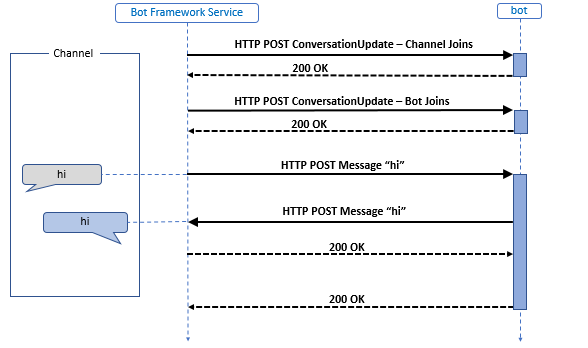 Bot Framework Service
bot
Channel
HTTP POST ConversationUpdate – Channel Joins
200 OK
HTTP POST ConversationUpdate – Bot Joins
200 OK
hi
HTTP POST Message “hi”
hi
HTTP POST Message “hi”
200 OK
200 OK